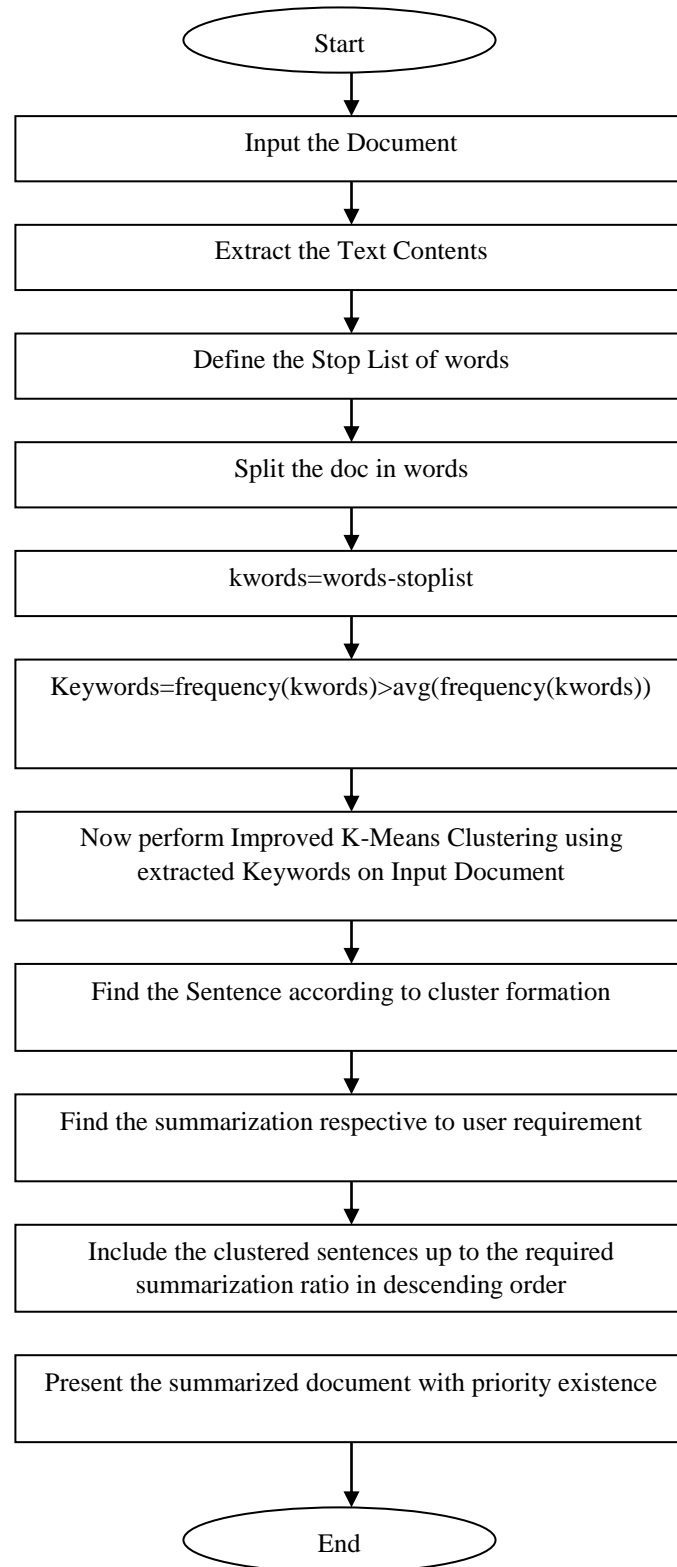 Start
Input the Document
Extract the Text Contents
Define the Stop List of words
Split the doc in words
kwords=words-stoplist
Keywords=frequency(kwords)>avg(frequency(kwords))
Now perform Improved K-Means Clustering using
extracted Keywords on Input Document
Find the Sentence according to cluster formation
Find the summarization respective to user requirement
Include the clustered sentences up to the required
summarization ratio in descending order
Present the summarized document with priority existence
End